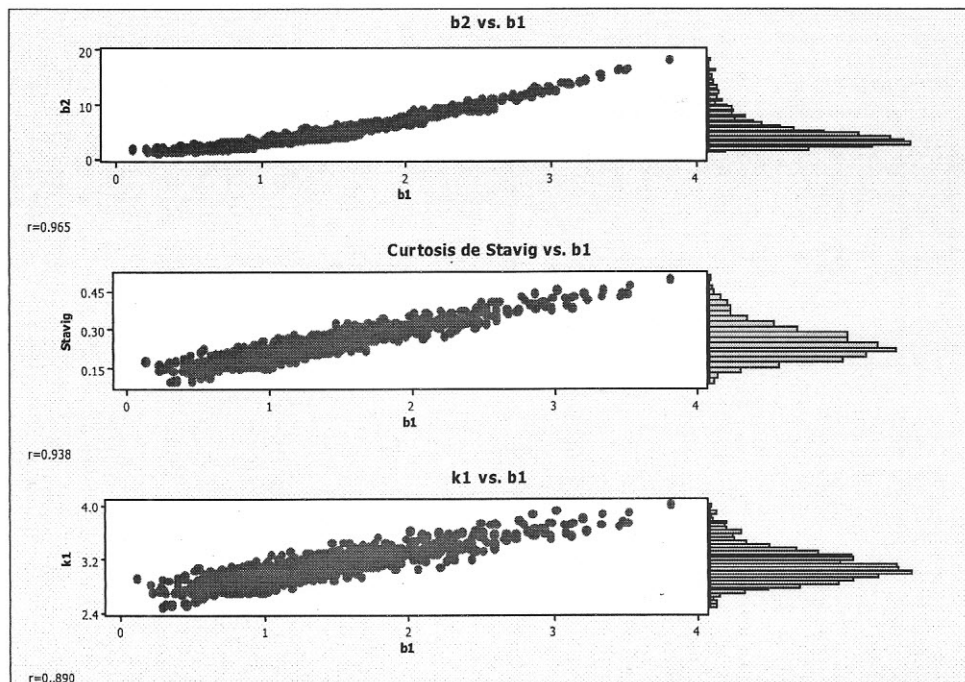 b2 vs. b1
20
10
0
b2
0 1 2 3 4
b1
r=0.965
Curtosis de Stavig vs. b1
0.45
0.30
0.15
Stavig
0 1 2 3 4
b1
r=0.938
k1 vs. b1
4.0
3.2
2.4
k1
0 1 2 3 4
b1
r=0.890